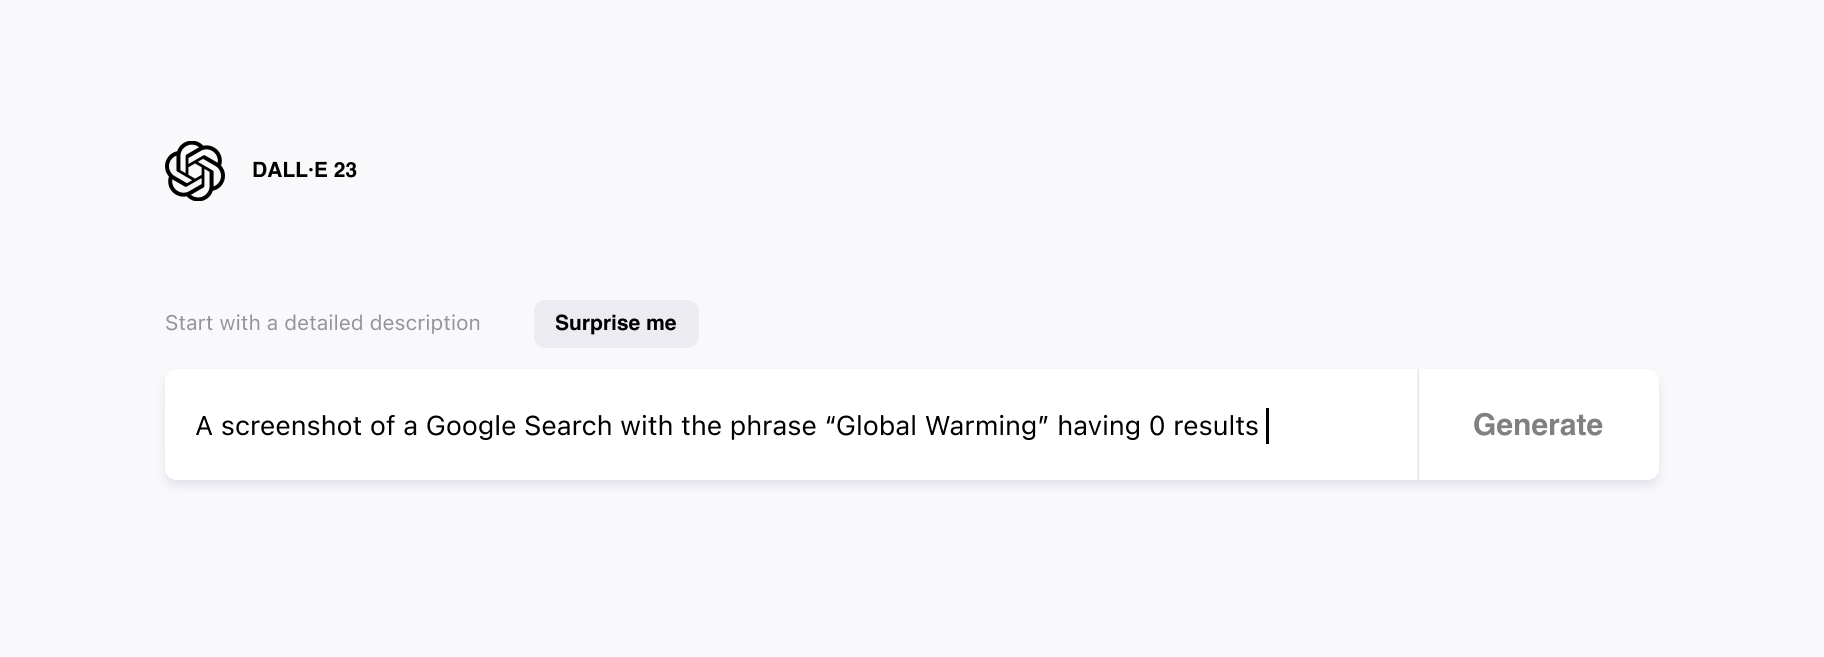 DALL·E 23
Start with a detailed description
Surprise me
A screenshot of a Google Search with the phrase “Global Warming” having 0 results
Generate